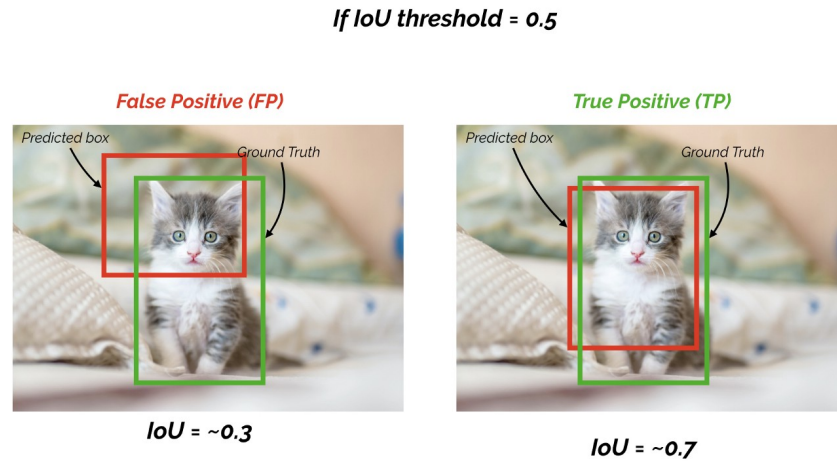 If IoU threshold = 0.5
False Positive (FP)
True Positive (TP)
Predicted box
Ground Truth
Predicted box
Ground Truth
IoU = ~0.3
IoU = ~0.7